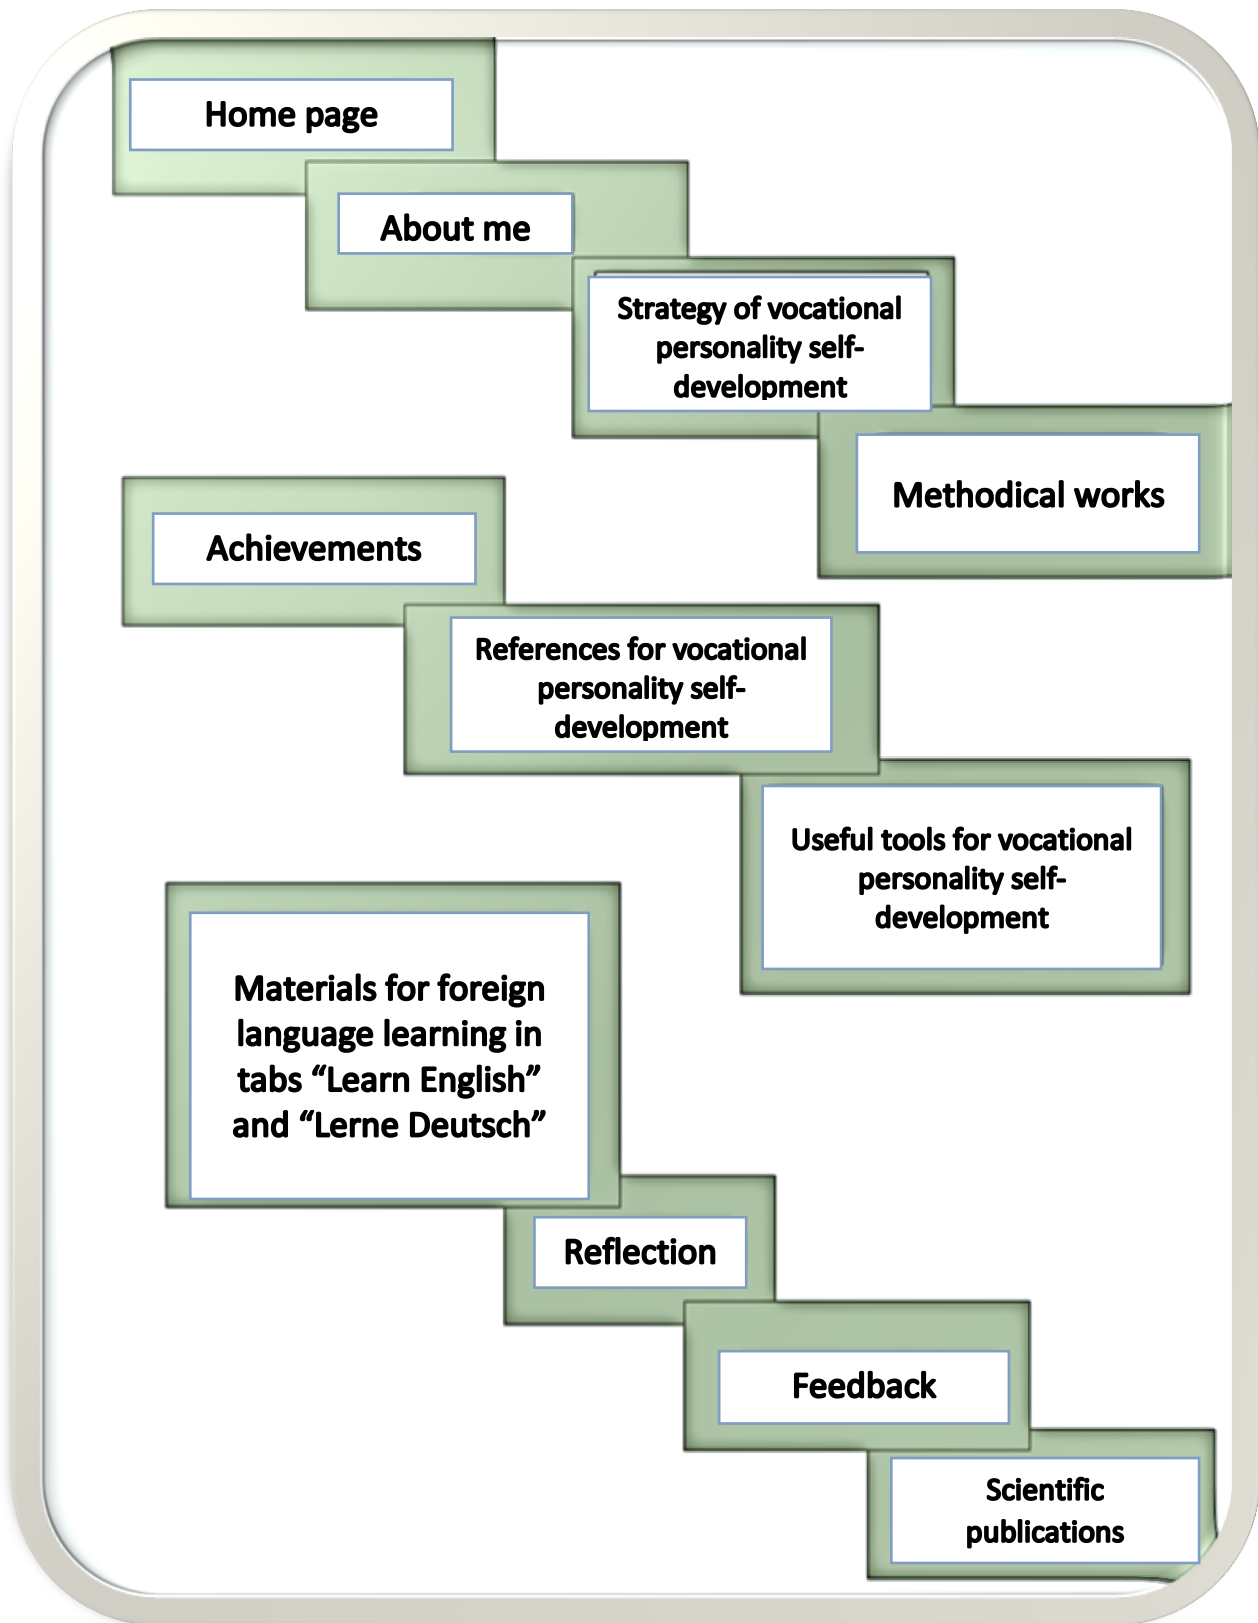 Home page
About me
Strategy of vocational
personality self-
development
Methodical works
Achievements
References for vocational
personality self-
development
Useful tools for vocational
personality self-
development
Materials for foreign
language learning in
tabs “Learn English”
and “Lerne Deutsch”
Reflection
Feedback
Scientific
publications